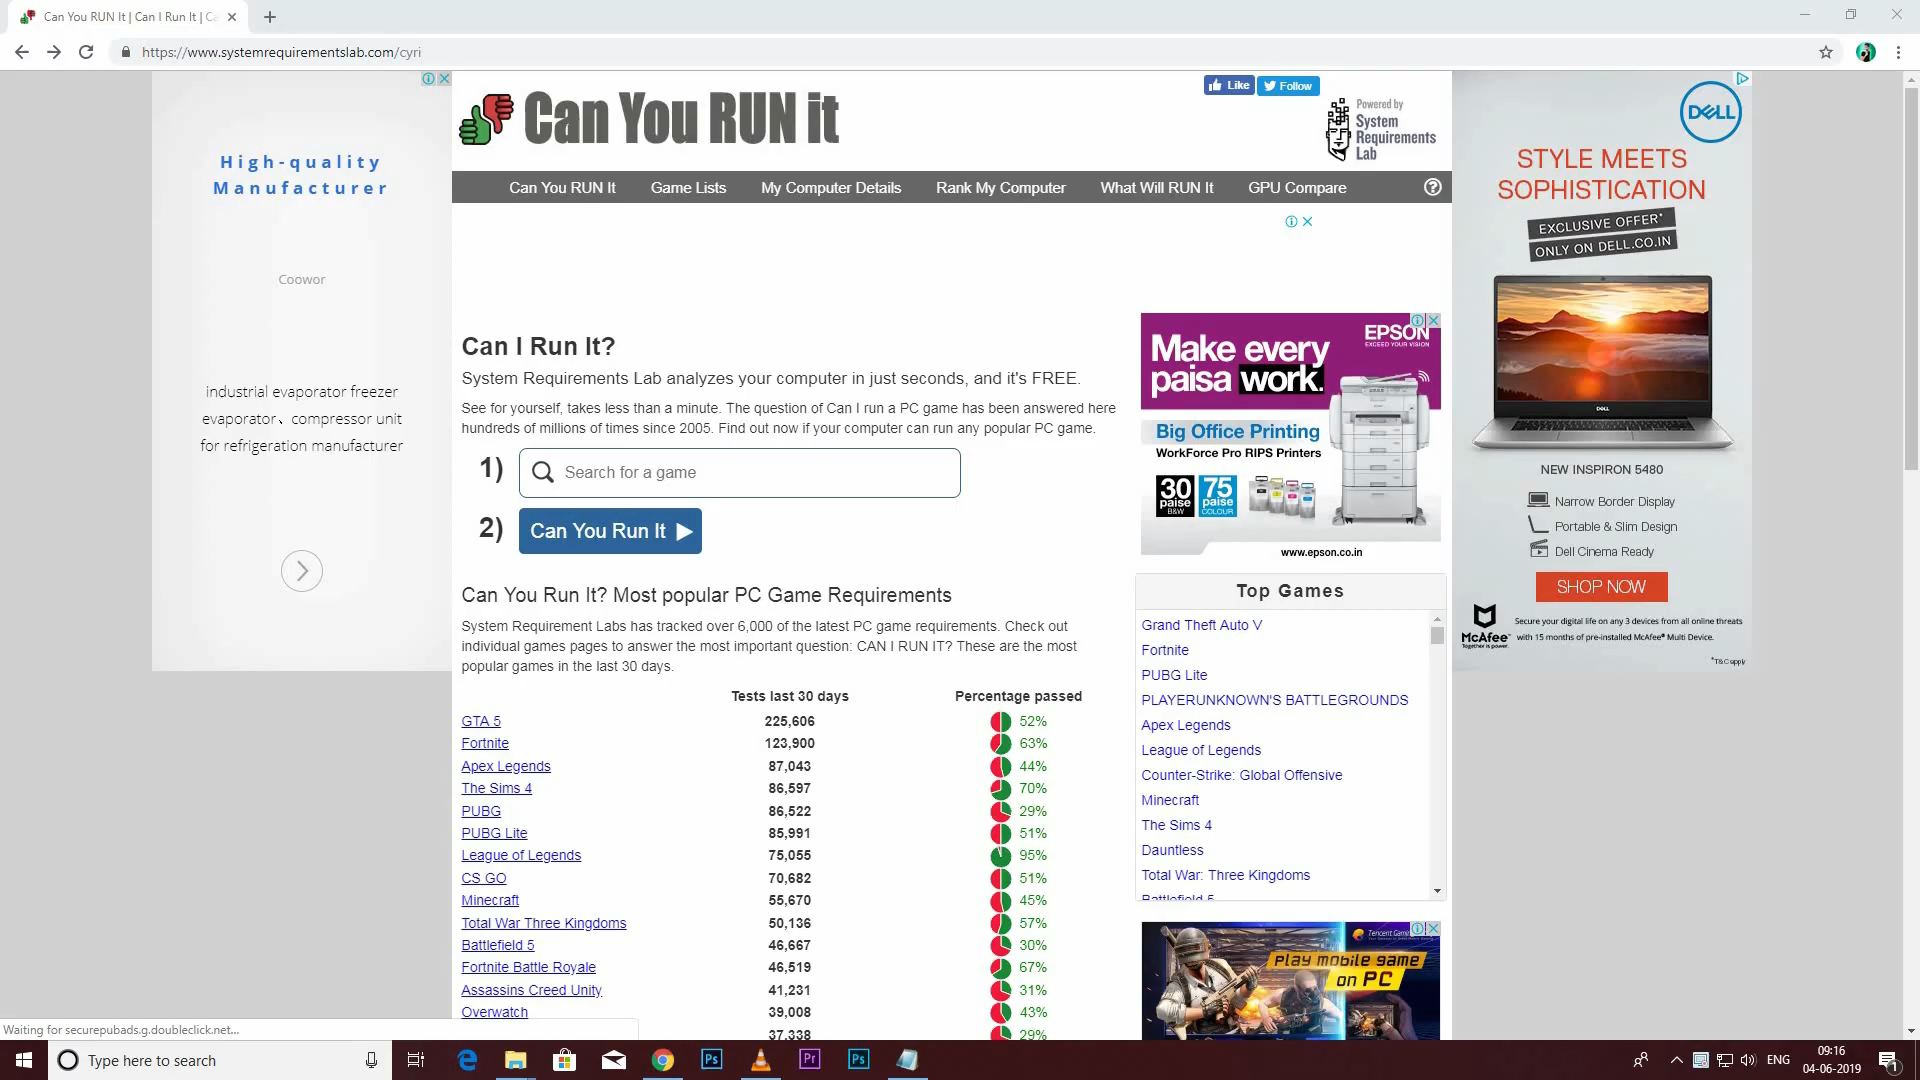 Can You RUN It | Can I Run It | Ca
https://www.systemrequirementslab.com/cyri
High-quality
Manufacturer
Coowor
industrial evaporator freezer
evaporator、compressor unit
for refrigeration manufacturer
Can You RUN it
Like
Follow
Powered by
System
Requirements
Lab
Can You RUN It
Game Lists
My Computer Details
Rank My Computer
What Will RUN It
GPU Compare
Can I Run It?
System Requirements Lab analyzes your computer in just seconds, and it's FREE.
See for yourself, takes less than a minute. The question of Can I run a PC game has been answered here
hundreds of millions of times since 2005. Find out now if your computer can run any popular PC game.
1) Search for a game
2) Can You Run It
Can You Run It? Most popular PC Game Requirements
System Requirement Labs has tracked over 6,000 of the latest PC game requirements. Check out
individual games pages to answer the most important question: CAN I RUN IT? These are the most
popular games in the last 30 days.
Tests last 30 days Percentage passed
GTA 5 225,606 52%
Fortnite 123,900 63%
Apex Legends 87,043 44%
The Sims 4 86,597 70%
PUBG 86,522 29%
PUBG Lite 85,991 51%
League of Legends 75,055 95%
CS GO 70,682 51%
Minecraft 55,670 45%
Total War Three Kingdoms 50,136 57%
Battlefield 5 46,667 30%
Fortnite Battle Royale 46,519 67%
Assassins Creed Unity 41,231 31%
Overwatch 39,008 43%
37,338 29%
EPSON
EXCEED YOUR VISION
Make every
paisa work.
Big Office Printing
WorkForce Pro RIPS Printers
30 paise B&W
75 paise COLOUR
www.epson.co.in
Top Games
Grand Theft Auto V
Fortnite
PUBG Lite
PLAYERUNKNOWN'S BATTLEGROUNDS
Apex Legends
League of Legends
Counter-Strike: Global Offensive
Minecraft
The Sims 4
Dauntless
Total War: Three Kingdoms
Battlefield 5
Tencent Gaming
Play mobile game
on PC
DELL
STYLE MEETS
SOPHISTICATION
EXCLUSIVE OFFER*
ONLY ON DELL.CO.IN
DELL
NEW INSPIRON 5480
Narrow Border Display
Portable & Slim Design
Dell Cinema Ready
SHOP NOW
McAfee
Together is power.
Secure your digital life on any 3 devices from all online threats
with 15 months of pre-installed McAfee® Multi Device.
*T&C apply
Waiting for securepubads.g.doubleclick.net...
Type here to search
Ps
Pr
Ps
ENG
09:16
04-06-2019
1